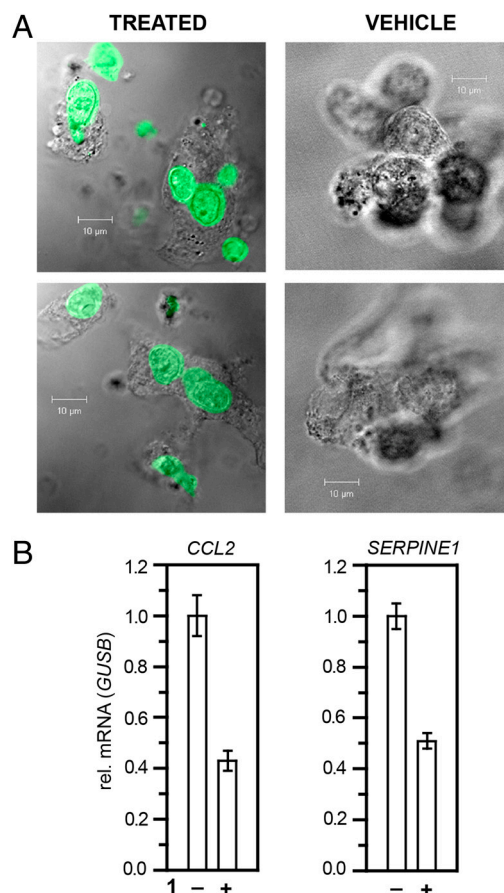 A
TREATED
VEHICLE
10 µm
10 µm
10 µm
10 µm
B
CCL2
SERPINE1
rel. mRNA (GUSB)
1.2
1.0
0.8
0.6
0.4
0.2
0.0
1.2
1.0
0.8
0.6
0.4
0.2
0.0
1 – +
– +